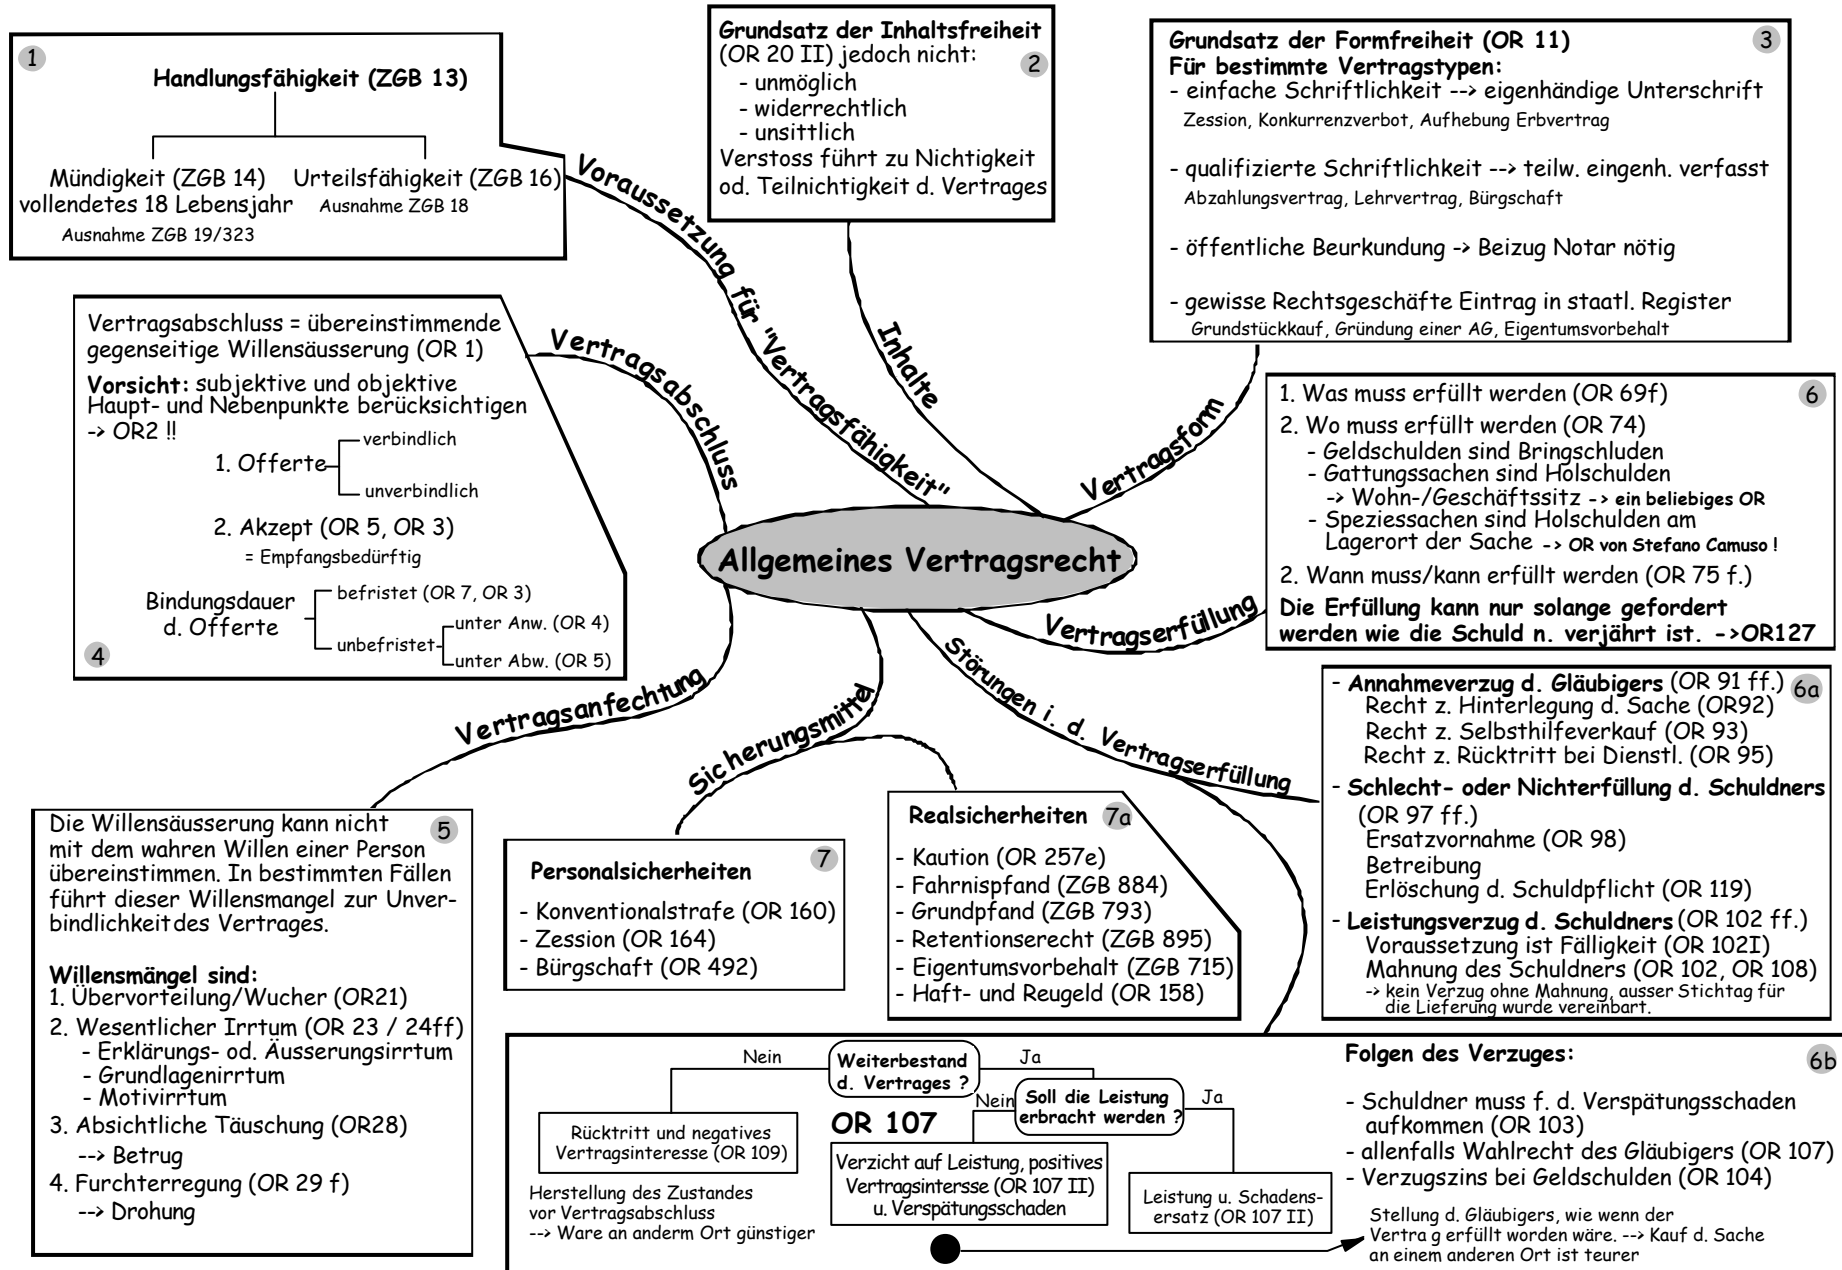 1
Handlungsfähigkeit (ZGB 13)
Mündigkeit (ZGB 14)
vollendetes 18 Lebensjahr
Ausnahme ZGB 19/323
Urteilsfähigkeit (ZGB 16)
Ausnahme ZGB 18
Voraussetzung für "Vertragsfähigkeit"
Grundsatz der Inhaltsfreiheit
(OR 20 II) jedoch nicht:
2
- unmöglich
- widerrechtlich
- unsittlich
Verstoss führt zu Nichtigkeit
od. Teilnichtigkeit d. Vertrages
Inhalte
Grundsatz der Formfreiheit (OR 11)
3
Für bestimmte Vertragstypen:
- einfache Schriftlichkeit --> eigenhändige Unterschrift
Zession, Konkurrenzverbot, Aufhebung Erbvertrag
- qualifizierte Schriftlichkeit --> teilw. eingenh. verfasst
Abzahlungsvertrag, Lehrvertrag, Bürgschaft
- öffentliche Beurkundung -> Beizug Notar nötig
- gewisse Rechtsgeschäfte Eintrag in staatl. Register
Grundstückkauf, Gründung einer AG, Eigentumsvorbehalt
Vertragsform
Vertragsabschluss = übereinstimmende
gegenseitige Willensäusserung (OR 1)
Vorsicht: subjektive und objektive
Haupt- und Nebenpunkte berücksichtigen
-> OR2 !!
1. Offerte
verbindlich
unverbindlich
2. Akzept (OR 5, OR 3)
= Empfangsbedürftig
Bindungsdauer
d. Offerte
befristet (OR 7, OR 3)
unbefristet
unter Anw. (OR 4)
unter Abw. (OR 5)
4
Vertragsabschluss
Allgemeines Vertragsrecht
1. Was muss erfüllt werden (OR 69f)
6
2. Wo muss erfüllt werden (OR 74)
- Geldschulden sind Bringschluden
- Gattungssachen sind Holschulden
-> Wohn-/Geschäftssitz -> ein beliebiges OR
- Speziessachen sind Holschulden am
Lagerort der Sache -> OR von Stefano Camuso !
2. Wann muss/kann erfüllt werden (OR 75 f.)
Die Erfüllung kann nur solange gefordert
werden wie die Schuld n. verjährt ist. ->OR127
Vertragserfüllung
Vertragsanfechtung
Sicherungsmittel
Störungen i. d. Vertragserfüllung
- Annahmeverzug d. Gläubigers (OR 91 ff.)
6a
Recht z. Hinterlegung d. Sache (OR92)
Recht z. Selbsthilfeverkauf (OR 93)
Recht z. Rücktritt bei Dienstl. (OR 95)
- Schlecht- oder Nichterfüllung d. Schuldners
(OR 97 ff.)
Ersatzvornahme (OR 98)
Betreibung
Erlöschung d. Schuldpflicht (OR 119)
- Leistungsverzug d. Schuldners (OR 102 ff.)
Voraussetzung ist Fälligkeit (OR 102I)
Mahnung des Schuldners (OR 102, OR 108)
-> kein Verzug ohne Mahnung, ausser Stichtag für
die Lieferung wurde vereinbart.
Die Willensäusserung kann nicht
5
mit dem wahren Willen einer Person
übereinstimmen. In bestimmten Fällen
führt dieser Willensmangel zur Unver-
bindlichkeit des Vertrages.
Willensmängel sind:
1. Übervorteilung/Wucher (OR21)
2. Wesentlicher Irrtum (OR 23 / 24ff)
- Erklärungs- od. Äusserungsirrtum
- Grundlagenirrtum
- Motivirrtum
3. Absichtliche Täuschung (OR28)
--> Betrug
4. Furchterregung (OR 29 f)
--> Drohung
7
Personalsicherheiten
- Konventionalstrafe (OR 160)
- Zession (OR 164)
- Bürgschaft (OR 492)
Realsicherheiten
7a
- Kaution (OR 257e)
- Fahrnispfand (ZGB 884)
- Grundpfand (ZGB 793)
- Retentionserecht (ZGB 895)
- Eigentumsvorbehalt (ZGB 715)
- Haft- und Reugeld (OR 158)
Weiterbestand
d. Vertrages ?
Nein
Ja
OR 107
Soll die Leistung
erbracht werden ?
Nein
Ja
Rücktritt und negatives
Vertragsinteresse (OR 109)
Herstellung des Zustandes
vor Vertragsabschluss
--> Ware an anderm Ort günstiger
Verzicht auf Leistung, positives
Vertragsintersse (OR 107 II)
u. Verspätungsschaden
Leistung u. Schadens-
ersatz (OR 107 II)
Folgen des Verzuges:
6b
- Schuldner muss f. d. Verspätungsschaden
aufkommen (OR 103)
- allenfalls Wahlrecht des Gläubigers (OR 107)
- Verzugszins bei Geldschulden (OR 104)
Stellung d. Gläubigers, wie wenn der
Vertra g erfüllt worden wäre. --> Kauf d. Sache
an einem anderen Ort ist teurer